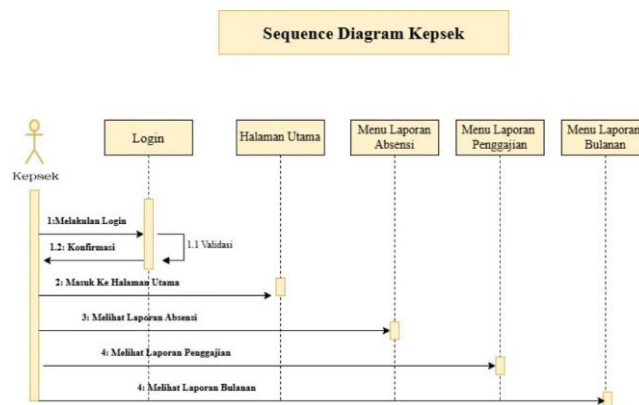 Sequence Diagram Kepsek
Login
Halaman Utama
Menu Laporan
Absensi
Menu Laporan
Penggajian
Menu Laporan
Bulanan
Kepsek
1:Melakulan Login
1.1 Validasi
1.2: Konfirmasi
2: Masuk Ke Halaman Utama
3: Melihat Laporan Absensi
4: Melihat Laporan Penggajian
4: Melihat Laporan Bulanan